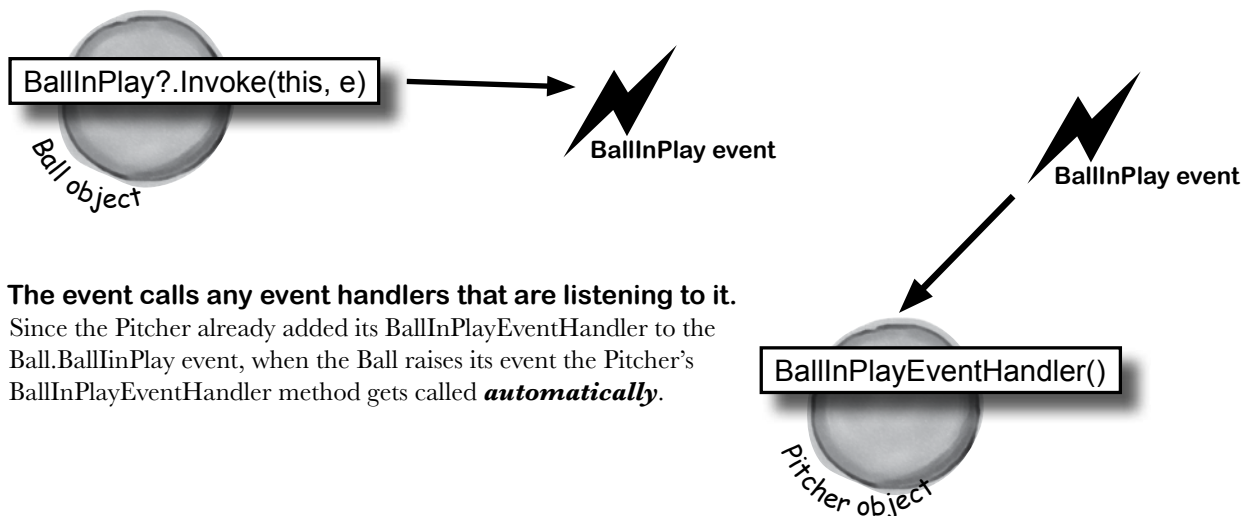 BallInPlay?.Invoke(this, e)
Ball object
BallInPlay event
BallInPlay event
The event calls any event handlers that are listening to it.
Since the Pitcher already added its BallInPlayEventHandler to the
Ball.BallIinPlay event, when the Ball raises its event the Pitcher's
BallInPlayEventHandler method gets called automatically.
BallInPlayEventHandler()
Pitcher object